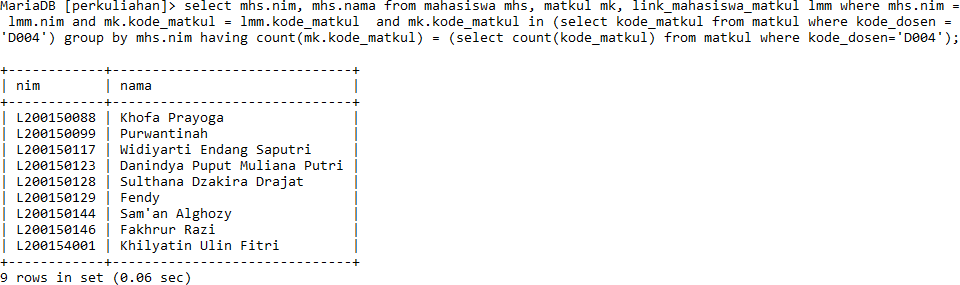 MariaDB [perkuliahan]> select mhs.nim, mhs.nama from mahasiswa mhs, matkul mk, link_mahasiswa_matkul lmm where mhs.nim =
 lmm.nim and mk.kode_matkul = lmm.kode_matkul  and mk.kode_matkul in (select kode_matkul from matkul where kode_dosen =
'D004') group by mhs.nim having count(mk.kode_matkul) = (select count(kode_matkul) from matkul where kode_dosen='D004');
+------------+-----------------------------+
| nim        | nama                        |
+------------+-----------------------------+
| L200150088 | Khofa Prayoga               |
| L200150099 | Purwantinah                 |
| L200150117 | Widiyarti Endang Saputri    |
| L200150123 | Danindya Puput Muliana Putri |
| L200150128 | Sulthana Dzakira Drajat     |
| L200150129 | Fendy                       |
| L200150144 | Sam'an Alghozy              |
| L200150146 | Fakhrur Razi                |
| L200154001 | Khilyatin Ulin Fitri        |
+------------+-----------------------------+
9 rows in set (0.06 sec)